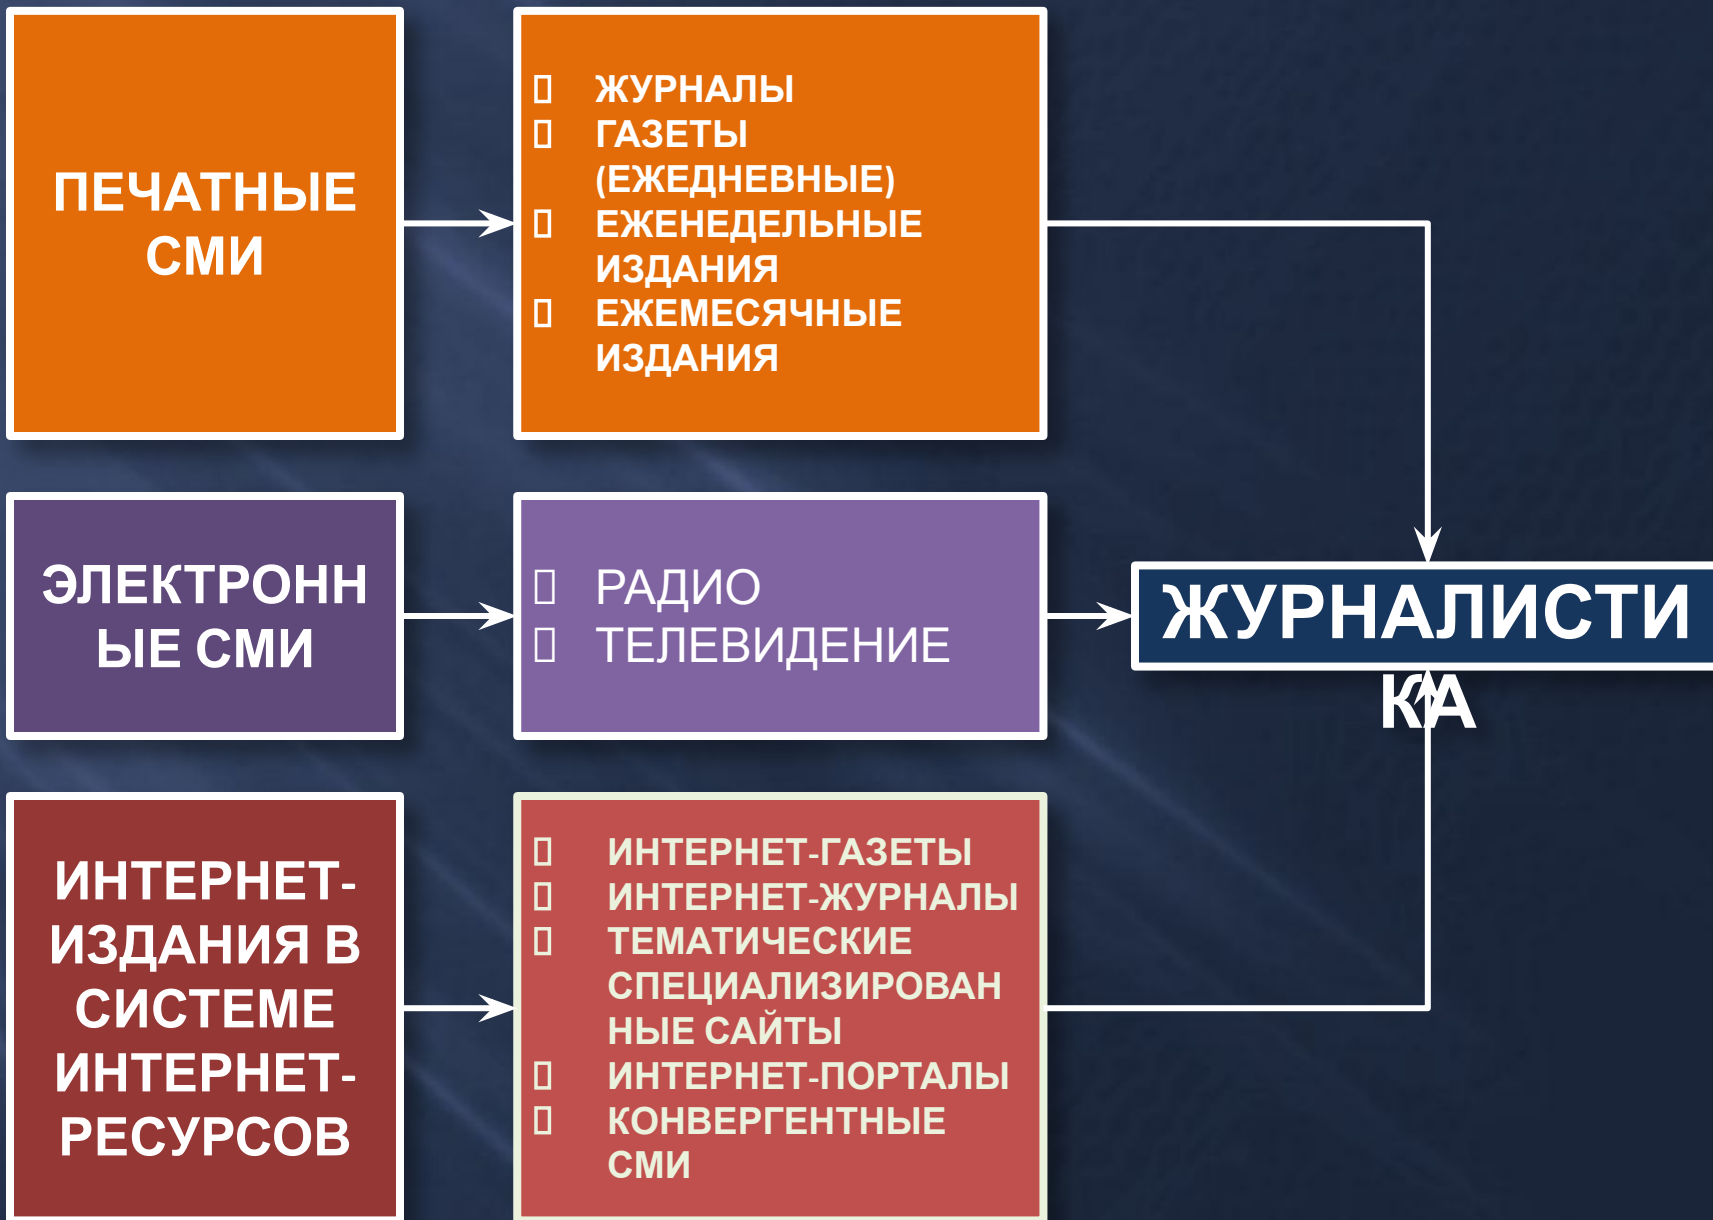 ПЕЧАТНЫЕ
СМИ
ЖУРНАЛЫ
ГАЗЕТЫ
(ЕЖЕДНЕВНЫЕ)
ЕЖЕНЕДЕЛЬНЫЕ
ИЗДАНИЯ
ЕЖЕМЕСЯЧНЫЕ
ИЗДАНИЯ
ЭЛЕКТРОНН
ЫЕ СМИ
РАДИО
ТЕЛЕВИДЕНИЕ
ЖУРНАЛИСТИ
КА
ИНТЕРНЕТ-
ИЗДАНИЯ В
СИСТЕМЕ
ИНТЕРНЕТ-
РЕСУРСОВ
ИНТЕРНЕТ-ГАЗЕТЫ
ИНТЕРНЕТ-ЖУРНАЛЫ
ТЕМАТИЧЕСКИЕ
СПЕЦИАЛИЗИРОВАН
НЫЕ САЙТЫ
ИНТЕРНЕТ-ПОРТАЛЫ
КОНВЕРГЕНТНЫЕ
СМИ